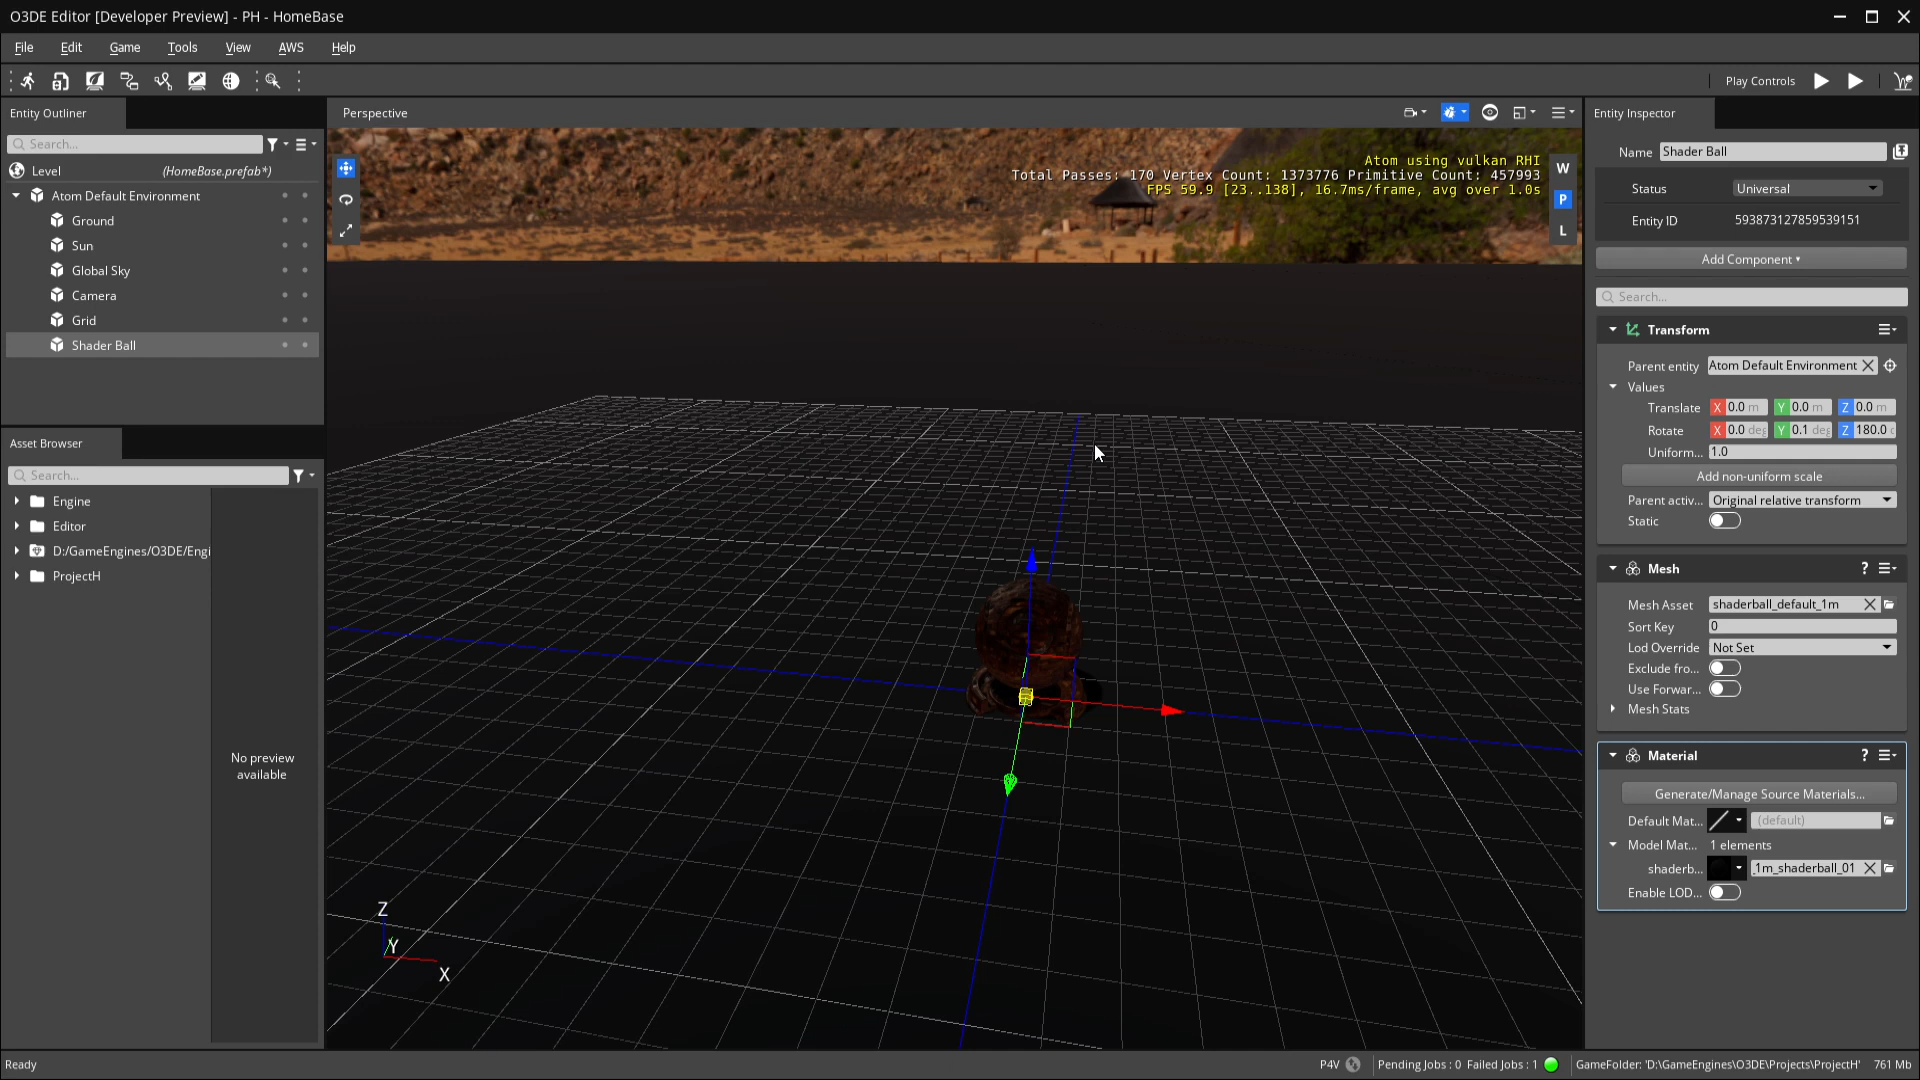 O3DE Editor [Developer Preview] - PH - HomeBase
File Edit Game Tools View AWS Help
Play Controls
Entity Outliner
Search...
Level (HomeBase.prefab*)
Atom Default Environment
Ground
Sun
Global Sky
Camera
Grid
Shader Ball
Asset Browser
Search...
Engine
Editor
D:/GameEngines/O3DE/Engi
ProjectH
No preview
available
Perspective
Atom using vulkan RHI
Total Passes: 170 Vertex Count: 1373776 Primitive Count: 457993
FPS 59.9 [23..138], 16.7ms/frame, avg over 1.0s
W
P
L
Z
Y
X
Entity Inspector
Name Shader Ball
Status Universal
Entity ID 593873127859539151
Add Component
Search...
Transform
Parent entity Atom Default Environment
Values
Translate X 0.0 m Y 0.0 m Z 0.0 m
Rotate X 0.0 deg Y 0.1 deg Z 180.0
Uniform... 1.0
Add non-uniform scale
Parent activ... Original relative transform
Static
Mesh ?
Mesh Asset shaderball_default_1m
Sort Key 0
Lod Override Not Set
Exclude fro...
Use Forwar...
Mesh Stats
Material ?
Generate/Manage Source Materials...
Default Mat... (default)
Model Mat... 1 elements
shaderb... _1m_shaderball_01
Enable LOD...
Ready
P4V Pending Jobs : 0 Failed Jobs : 1 GameFolder: 'D:\GameEngines\O3DE\Projects\ProjectH' 761 Mb